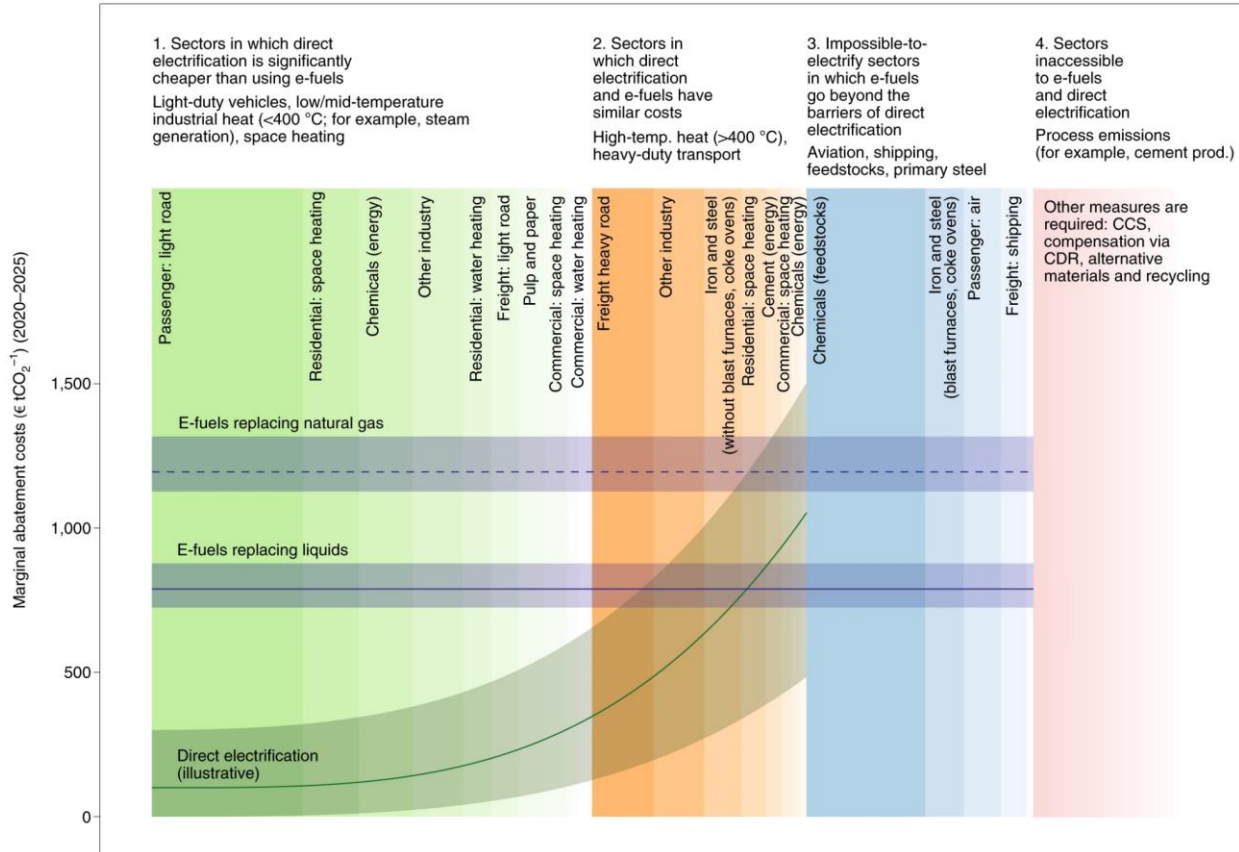 1. Sectors in which direct
electrification is significantly
cheaper than using e-fuels
Light-duty vehicles, low/mid-temperature
industrial heat (<400 °C; for example, steam
generation), space heating
2. Sectors in
which direct
electrification
and e-fuels have
similar costs
High-temp. heat (>400 °C),
heavy-duty transport
3. Impossible-to-
electrify sectors
in which e-fuels
go beyond the
barriers of direct
electrification
Aviation, shipping,
feedstocks, primary steel
4. Sectors
inaccessible
to e-fuels
and direct
electrification
Process emissions
(for example, cement prod.)
Passenger: light road
Residential: space heating
Chemicals (energy)
Other industry
Residential: water heating
Freight: light road
Pulp and paper
Commercial: space heating
Commercial: water heating
Freight heavy road
Other industry
Iron and steel
(without blast furnaces, coke ovens)
Residential: space heating
Cement (energy)
Commercial: space heating
Chemicals (energy)
Chemicals (feedstocks)
Iron and steel
(blast furnaces, coke ovens)
Passenger: air
Freight: shipping
Other measures are
required: CCS,
compensation via
CDR, alternative
materials and recycling
Marginal abatement costs (€ tCO₂⁻¹) (2020–2025)
1,500
1,000
500
0
E-fuels replacing natural gas
E-fuels replacing liquids
Direct electrification
(illustrative)